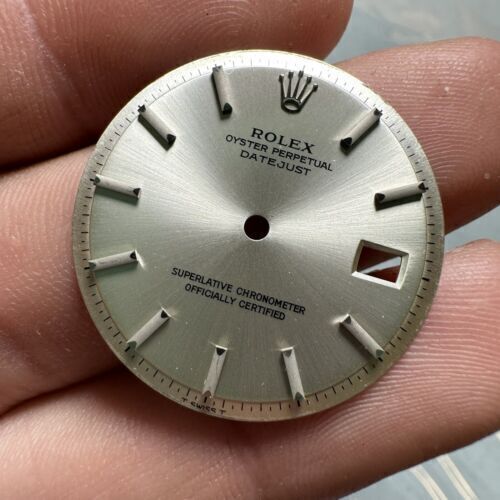 ROLEX
OYSTER PERPETUAL
DATEJUST
SUPERLATIVE CHRONOMETER
OFFICIALLY CERTIFIED
T SWISS T